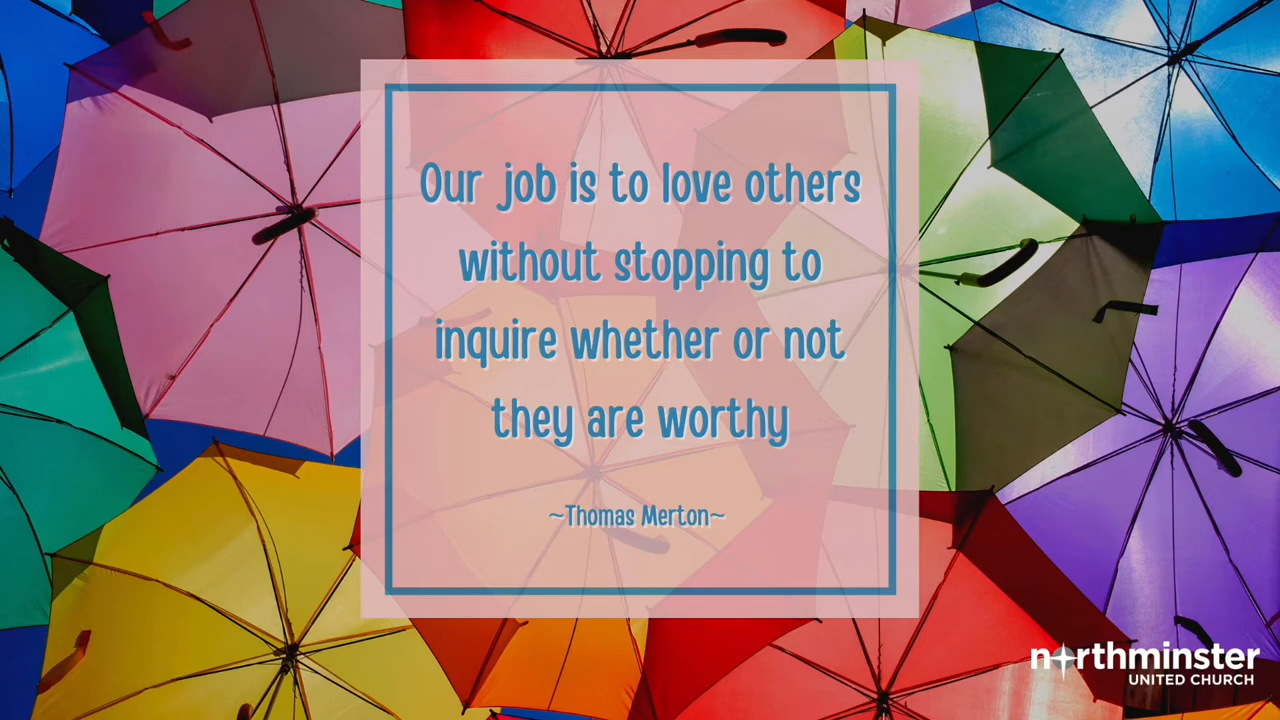 Our job is to love others
without stopping to
inquire whether or not
they are worthy
~Thomas Merton~
northminster
UNITED CHURCH